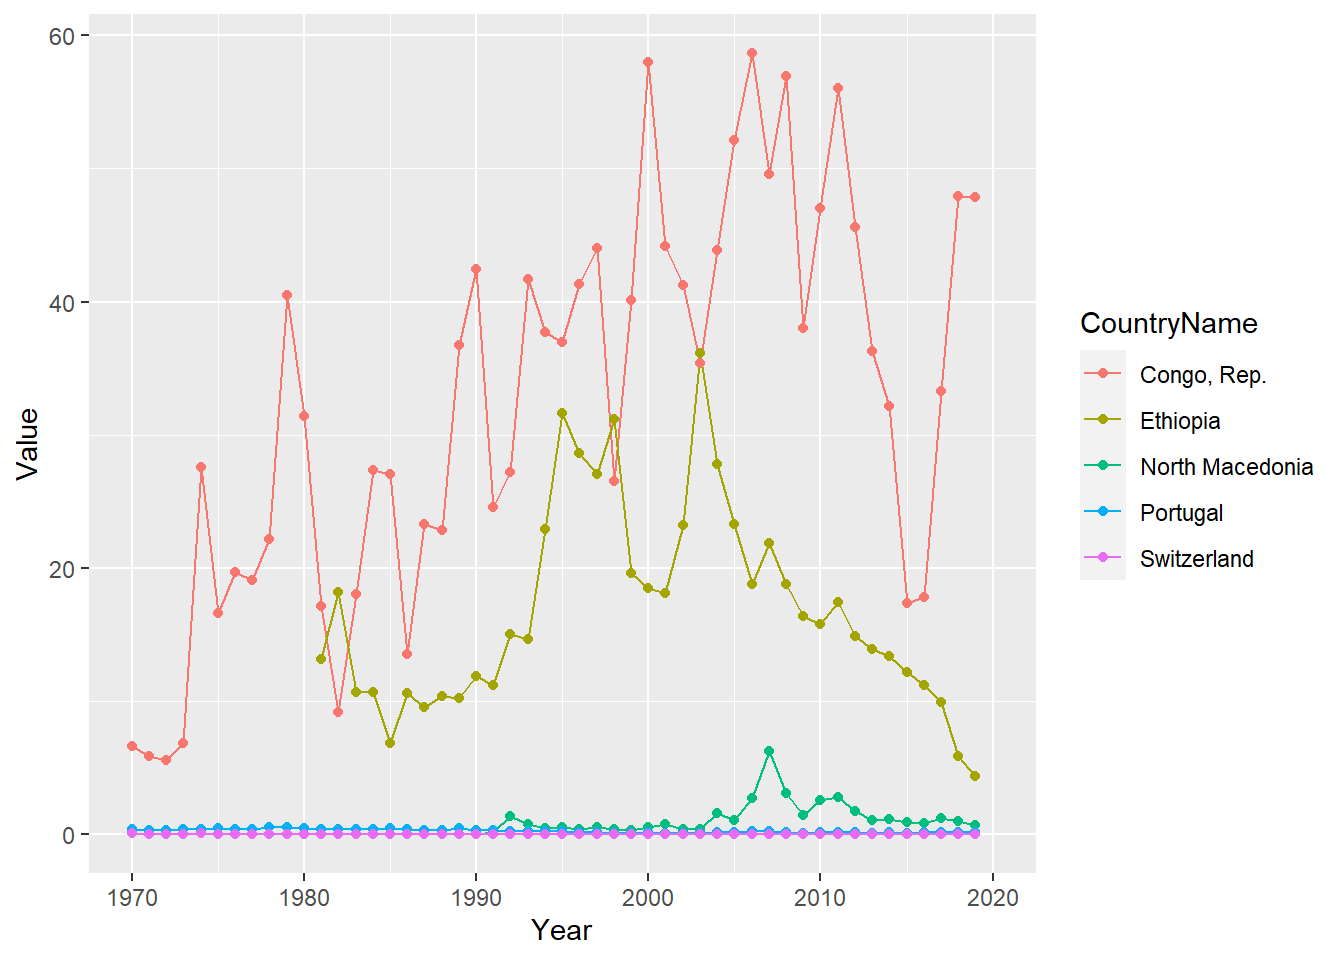 60
40
20
0
Value
1970
1980
1990
2000
2010
2020
Year
CountryName
Congo, Rep.
Ethiopia
North Macedonia
Portugal
Switzerland